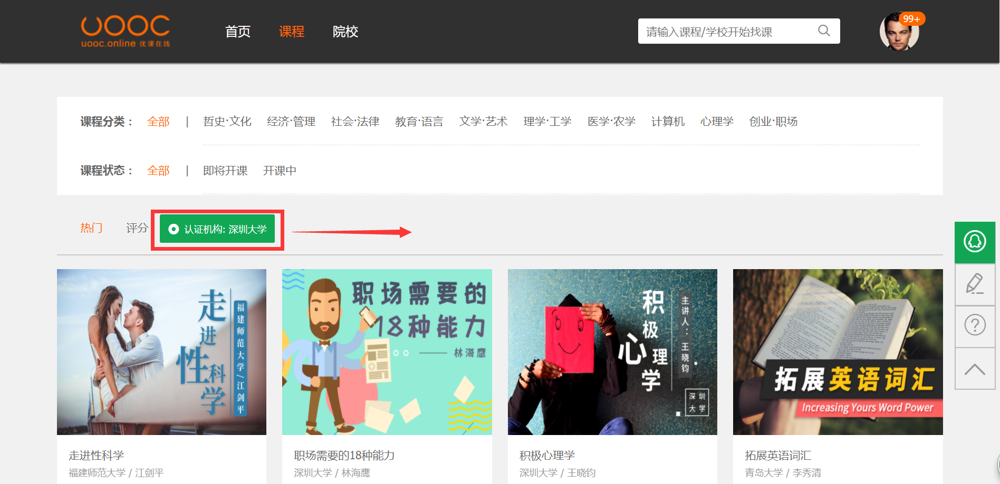 UOOC
uooc.online 优课在线
首页 课程 院校
请输入课程/学校开始找课
99+
课程分类： 全部 | 哲史·文化 经济·管理 社会·法律 教育·语言 文学·艺术 理学·工学 医学·农学 计算机 心理学 创业·职场
课程状态： 全部 | 即将开课 开课中
热门 评分 认证机构: 深圳大学
走进性科学
福建师范大学/江剑平
职场需要的
18种能力
林海鹰
积极心理学
主讲人：王晓钧
深圳
大学
拓展英语词汇
Increasing Yours Word Power
走进性科学
福建师范大学 / 江剑平
职场需要的18种能力
深圳大学 / 林海鹰
积极心理学
深圳大学 / 王晓钧
拓展英语词汇
青岛大学 / 李秀清